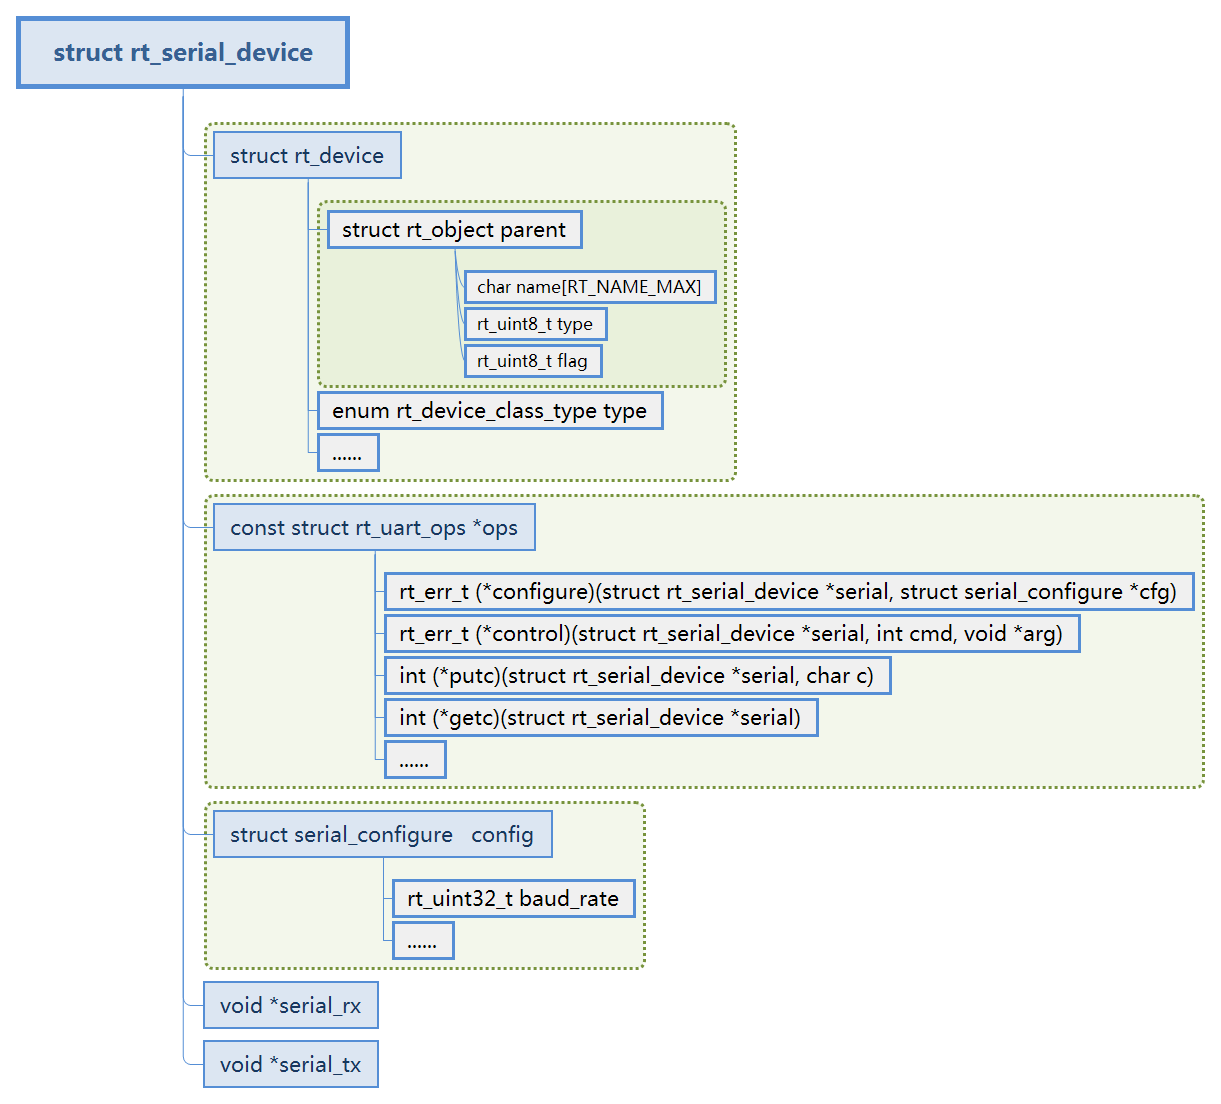 struct rt_serial_device
struct rt_device
struct rt_object parent
char name[RT_NAME_MAX]
rt_uint8_t type
rt_uint8_t flag
enum rt_device_class_type type
......
const struct rt_uart_ops *ops
rt_err_t (*configure)(struct rt_serial_device *serial, struct serial_configure *cfg)
rt_err_t (*control)(struct rt_serial_device *serial, int cmd, void *arg)
int (*putc)(struct rt_serial_device *serial, char c)
int (*getc)(struct rt_serial_device *serial)
......
struct serial_configure   config
rt_uint32_t baud_rate
......
void *serial_rx
void *serial_tx